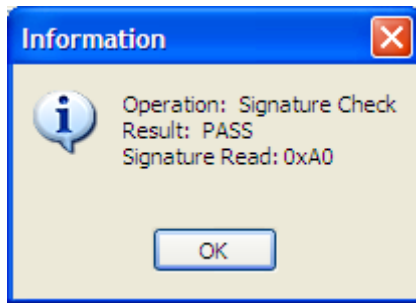 Information
Operation: Signature Check
Result: PASS
Signature Read: 0xA0
OK